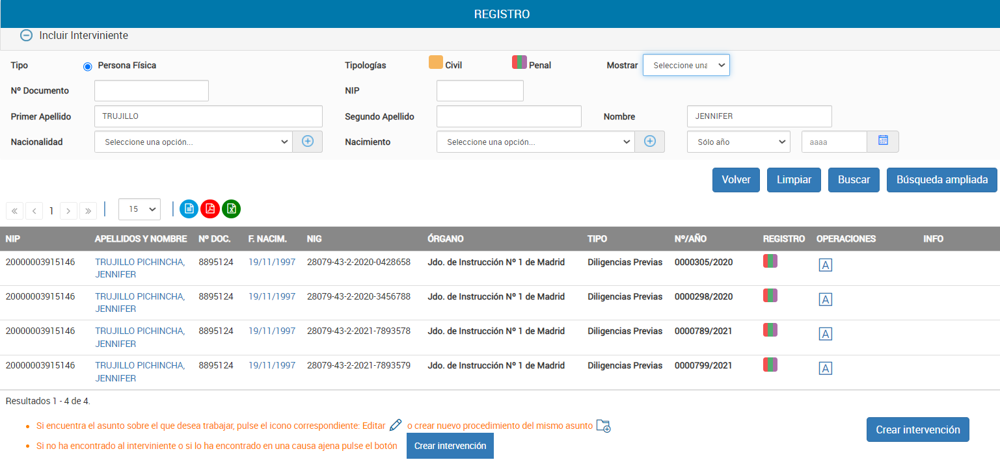 REGISTRO
Incluir Interviniente
Tipo Persona Física Tipologías Civil Penal Mostrar Seleccione una
Nº Documento NIP
Primer Apellido TRUJILLO Segundo Apellido Nombre JENNIFER
Nacionalidad Seleccione una opción... Nacimiento Seleccione una opción... Sólo año aaaa
Volver Limpiar Buscar Búsqueda ampliada
« < 1 > » 15
NIP APELLIDOS Y NOMBRE Nº DOC. F. NACIM. NIG ÓRGANO TIPO Nº/AÑO REGISTRO OPERACIONES INFO
20000003915146 TRUJILLO PICHINCHA, 8895124 19/11/1997 28079-43-2-2020-0428658 Jdo. de Instrucción Nº 1 de Madrid Diligencias Previas 0000305/2020 A
JENNIFER
20000003915146 TRUJILLO PICHINCHA, 8895124 19/11/1997 28079-43-2-2020-3456788 Jdo. de Instrucción Nº 1 de Madrid Diligencias Previas 0000298/2020 A
JENNIFER
20000003915146 TRUJILLO PICHINCHA, 8895124 19/11/1997 28079-43-2-2021-7893578 Jdo. de Instrucción Nº 1 de Madrid Diligencias Previas 0000789/2021 A
JENNIFER
20000003915146 TRUJILLO PICHINCHA, 8895124 19/11/1997 28079-43-2-2021-7893579 Jdo. de Instrucción Nº 1 de Madrid Diligencias Previas 0000799/2021 A
JENNIFER
Resultados 1 - 4 de 4.
• Si encuentra el asunto sobre el que desea trabajar, pulse el icono correspondiente: Editar o crear nuevo procedimiento del mismo asunto
Crear intervención
• Si no ha encontrado al interviniente o si lo ha encontrado en una causa ajena pulse el botón Crear intervención